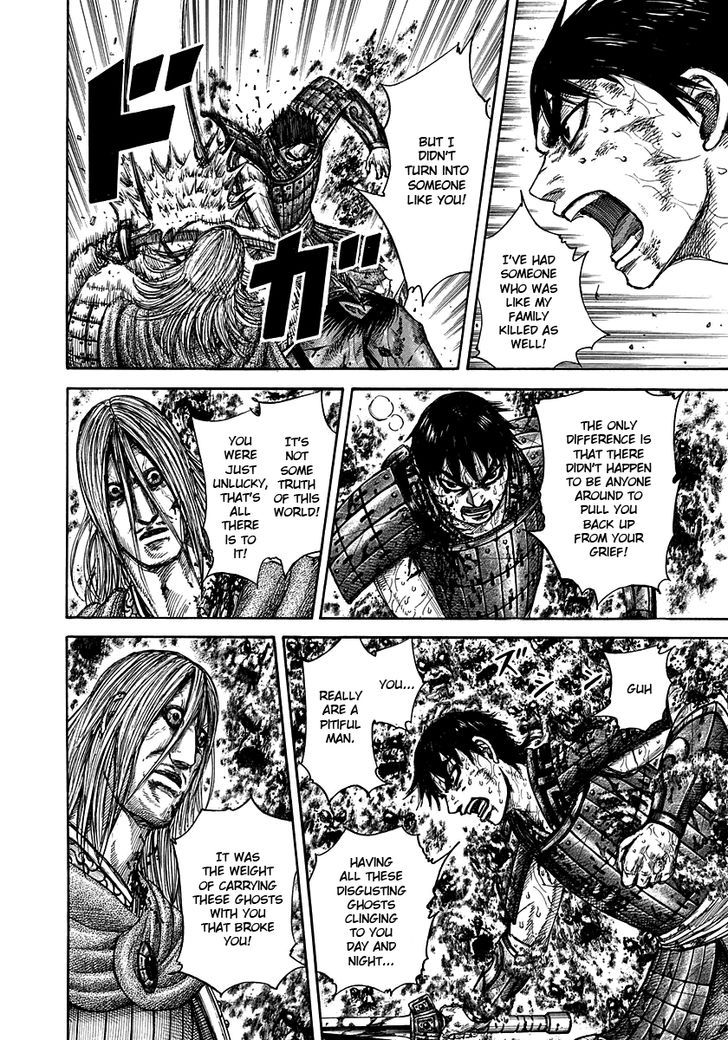 I'VE HAD
SOMEONE
WHO WAS
LIKE MY
FAMILY
KILLED AS
WELL!
BUT I
DIDN'T
TURN INTO
SOMEONE
LIKE YOU!
ドガ
THE ONLY
DIFFERENCE IS
THAT THERE
DIDN'T HAPPEN
TO BE ANYONE
AROUND TO
PULL YOU
BACK UP
FROM YOUR
GRIEF!
IT'S
NOT
SOME
TRUTH
OF THIS
WORLD!
YOU
WERE
JUST
UNLUCKY,
THAT'S
ALL
THERE
IS TO
IT!
GUH
YOU...
REALLY
ARE A
PITIFUL
MAN.
HAVING
ALL THESE
DISGUSTING
GHOSTS
CLINGING
TO YOU
DAY AND
NIGHT...
IT WAS
THE WEIGHT
OF CARRYING
THESE GHOSTS
WITH YOU
THAT BROKE
YOU!